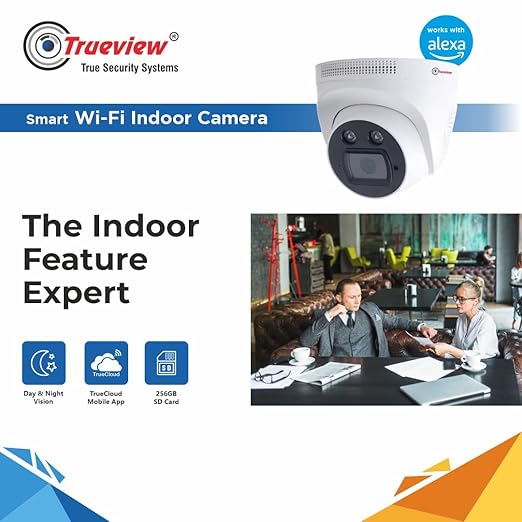 Trueview®
True Security Systems
works with
alexa
Smart Wi-Fi Indoor Camera
The Indoor
Feature
Expert
Day & Night
Vision
TrueCloud
TrueCloud
Mobile App
SD
256GB
SD Card